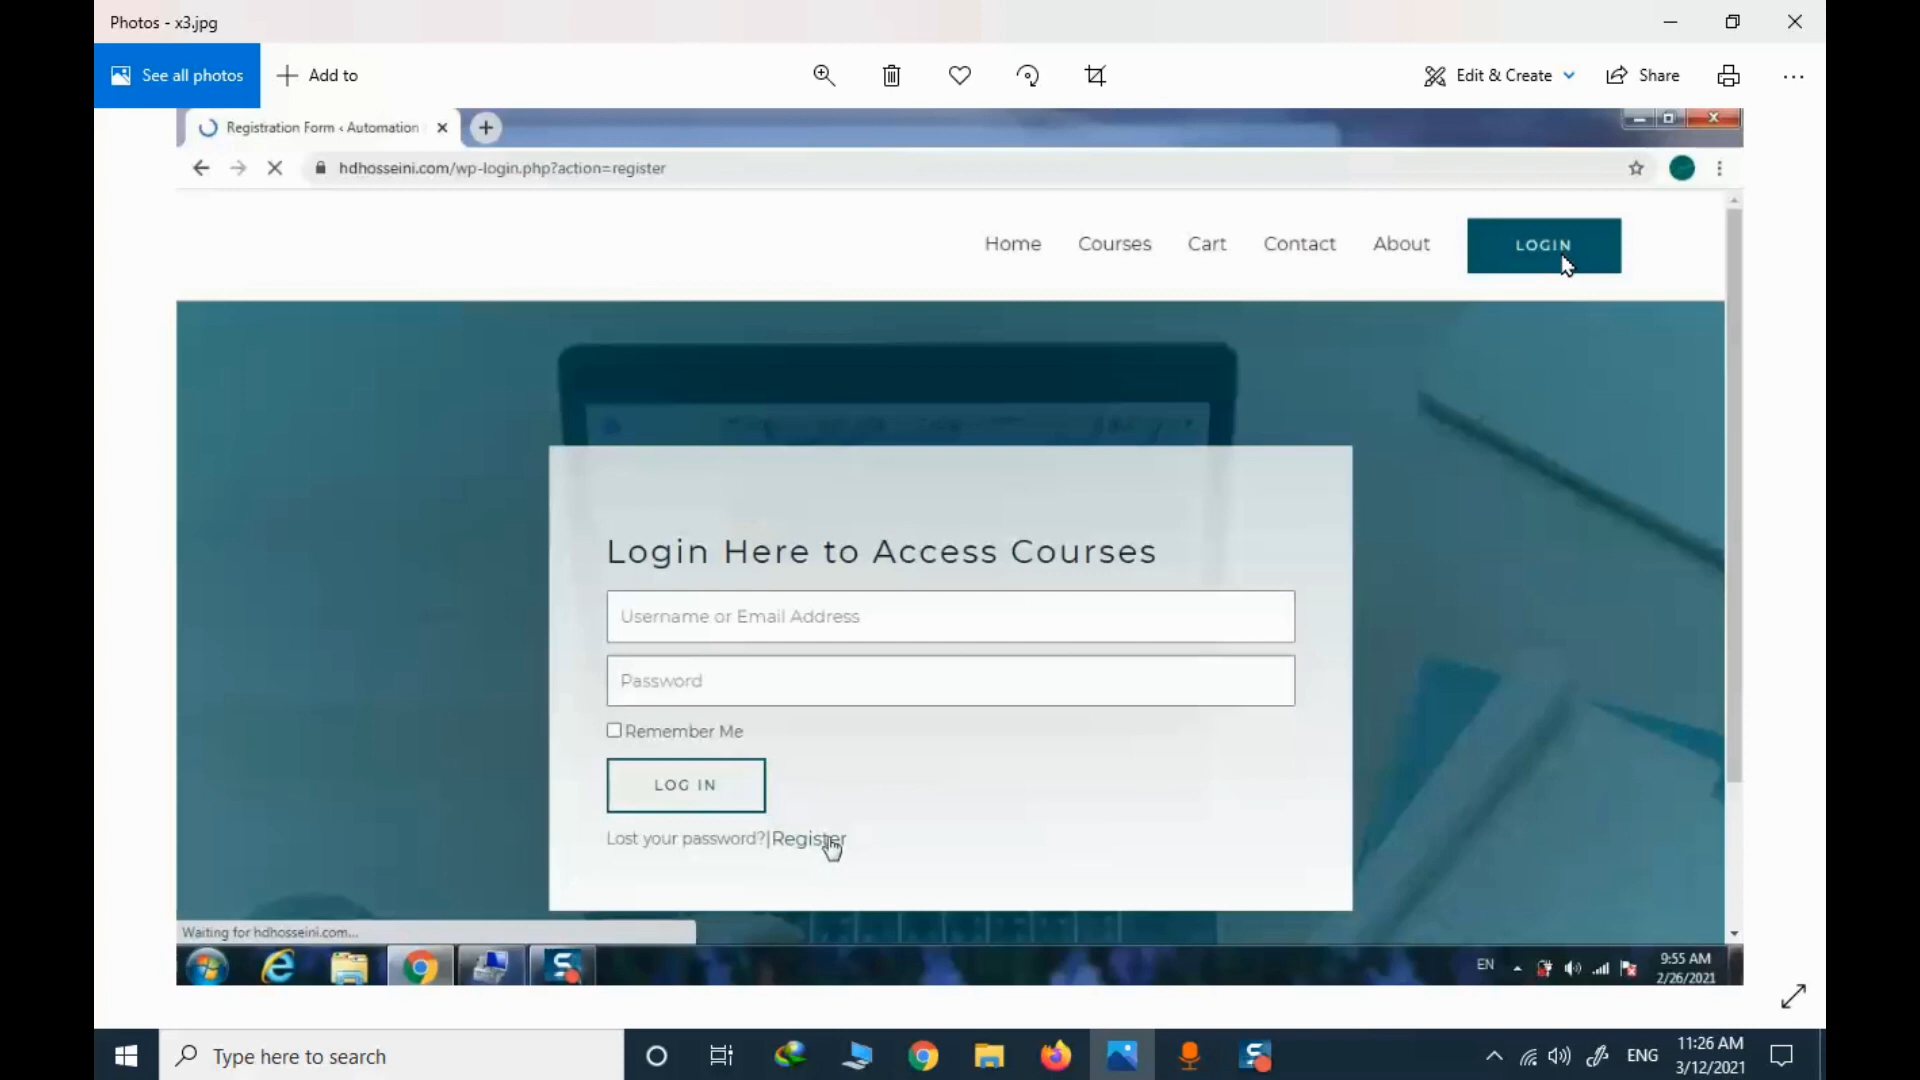 Photos - x3.jpg
See all photos
Add to
Edit & Create
Share
Registration Form ‹ Automation
hdhosseini.com/wp-login.php?action=register
Home
Courses
Cart
Contact
About
LOGIN
Login Here to Access Courses
Username or Email Address
Password
Remember Me
LOG IN
Lost your password?|Register
Waiting for hdhosseini.com...
EN
9:55 AM
2/26/2021
Type here to search
ENG
11:26 AM
3/12/2021